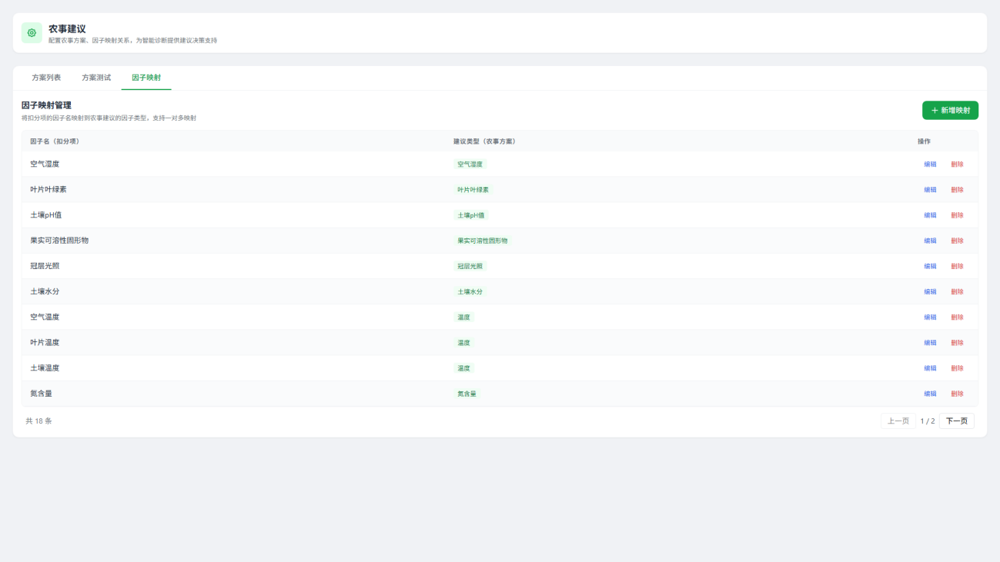 农事建议
配置农事方案、因子映射关系，为智能诊断提供建议决策支持
方案列表 方案测试 因子映射
因子映射管理
将扣分项的因子名映射到农事建议的因子类型，支持一对多映射
+ 新增映射
因子名（扣分项） 建议类型（农事方案） 操作
空气湿度 空气湿度 编辑 删除
叶片叶绿素 叶片叶绿素 编辑 删除
土壤pH值 土壤pH值 编辑 删除
果实可溶性固形物 果实可溶性固形物 编辑 删除
冠层光照 冠层光照 编辑 删除
土壤水分 土壤水分 编辑 删除
空气温度 温度 编辑 删除
叶片温度 温度 编辑 删除
土壤温度 温度 编辑 删除
氮含量 氮含量 编辑 删除
共 18 条 上一页 1 / 2 下一页